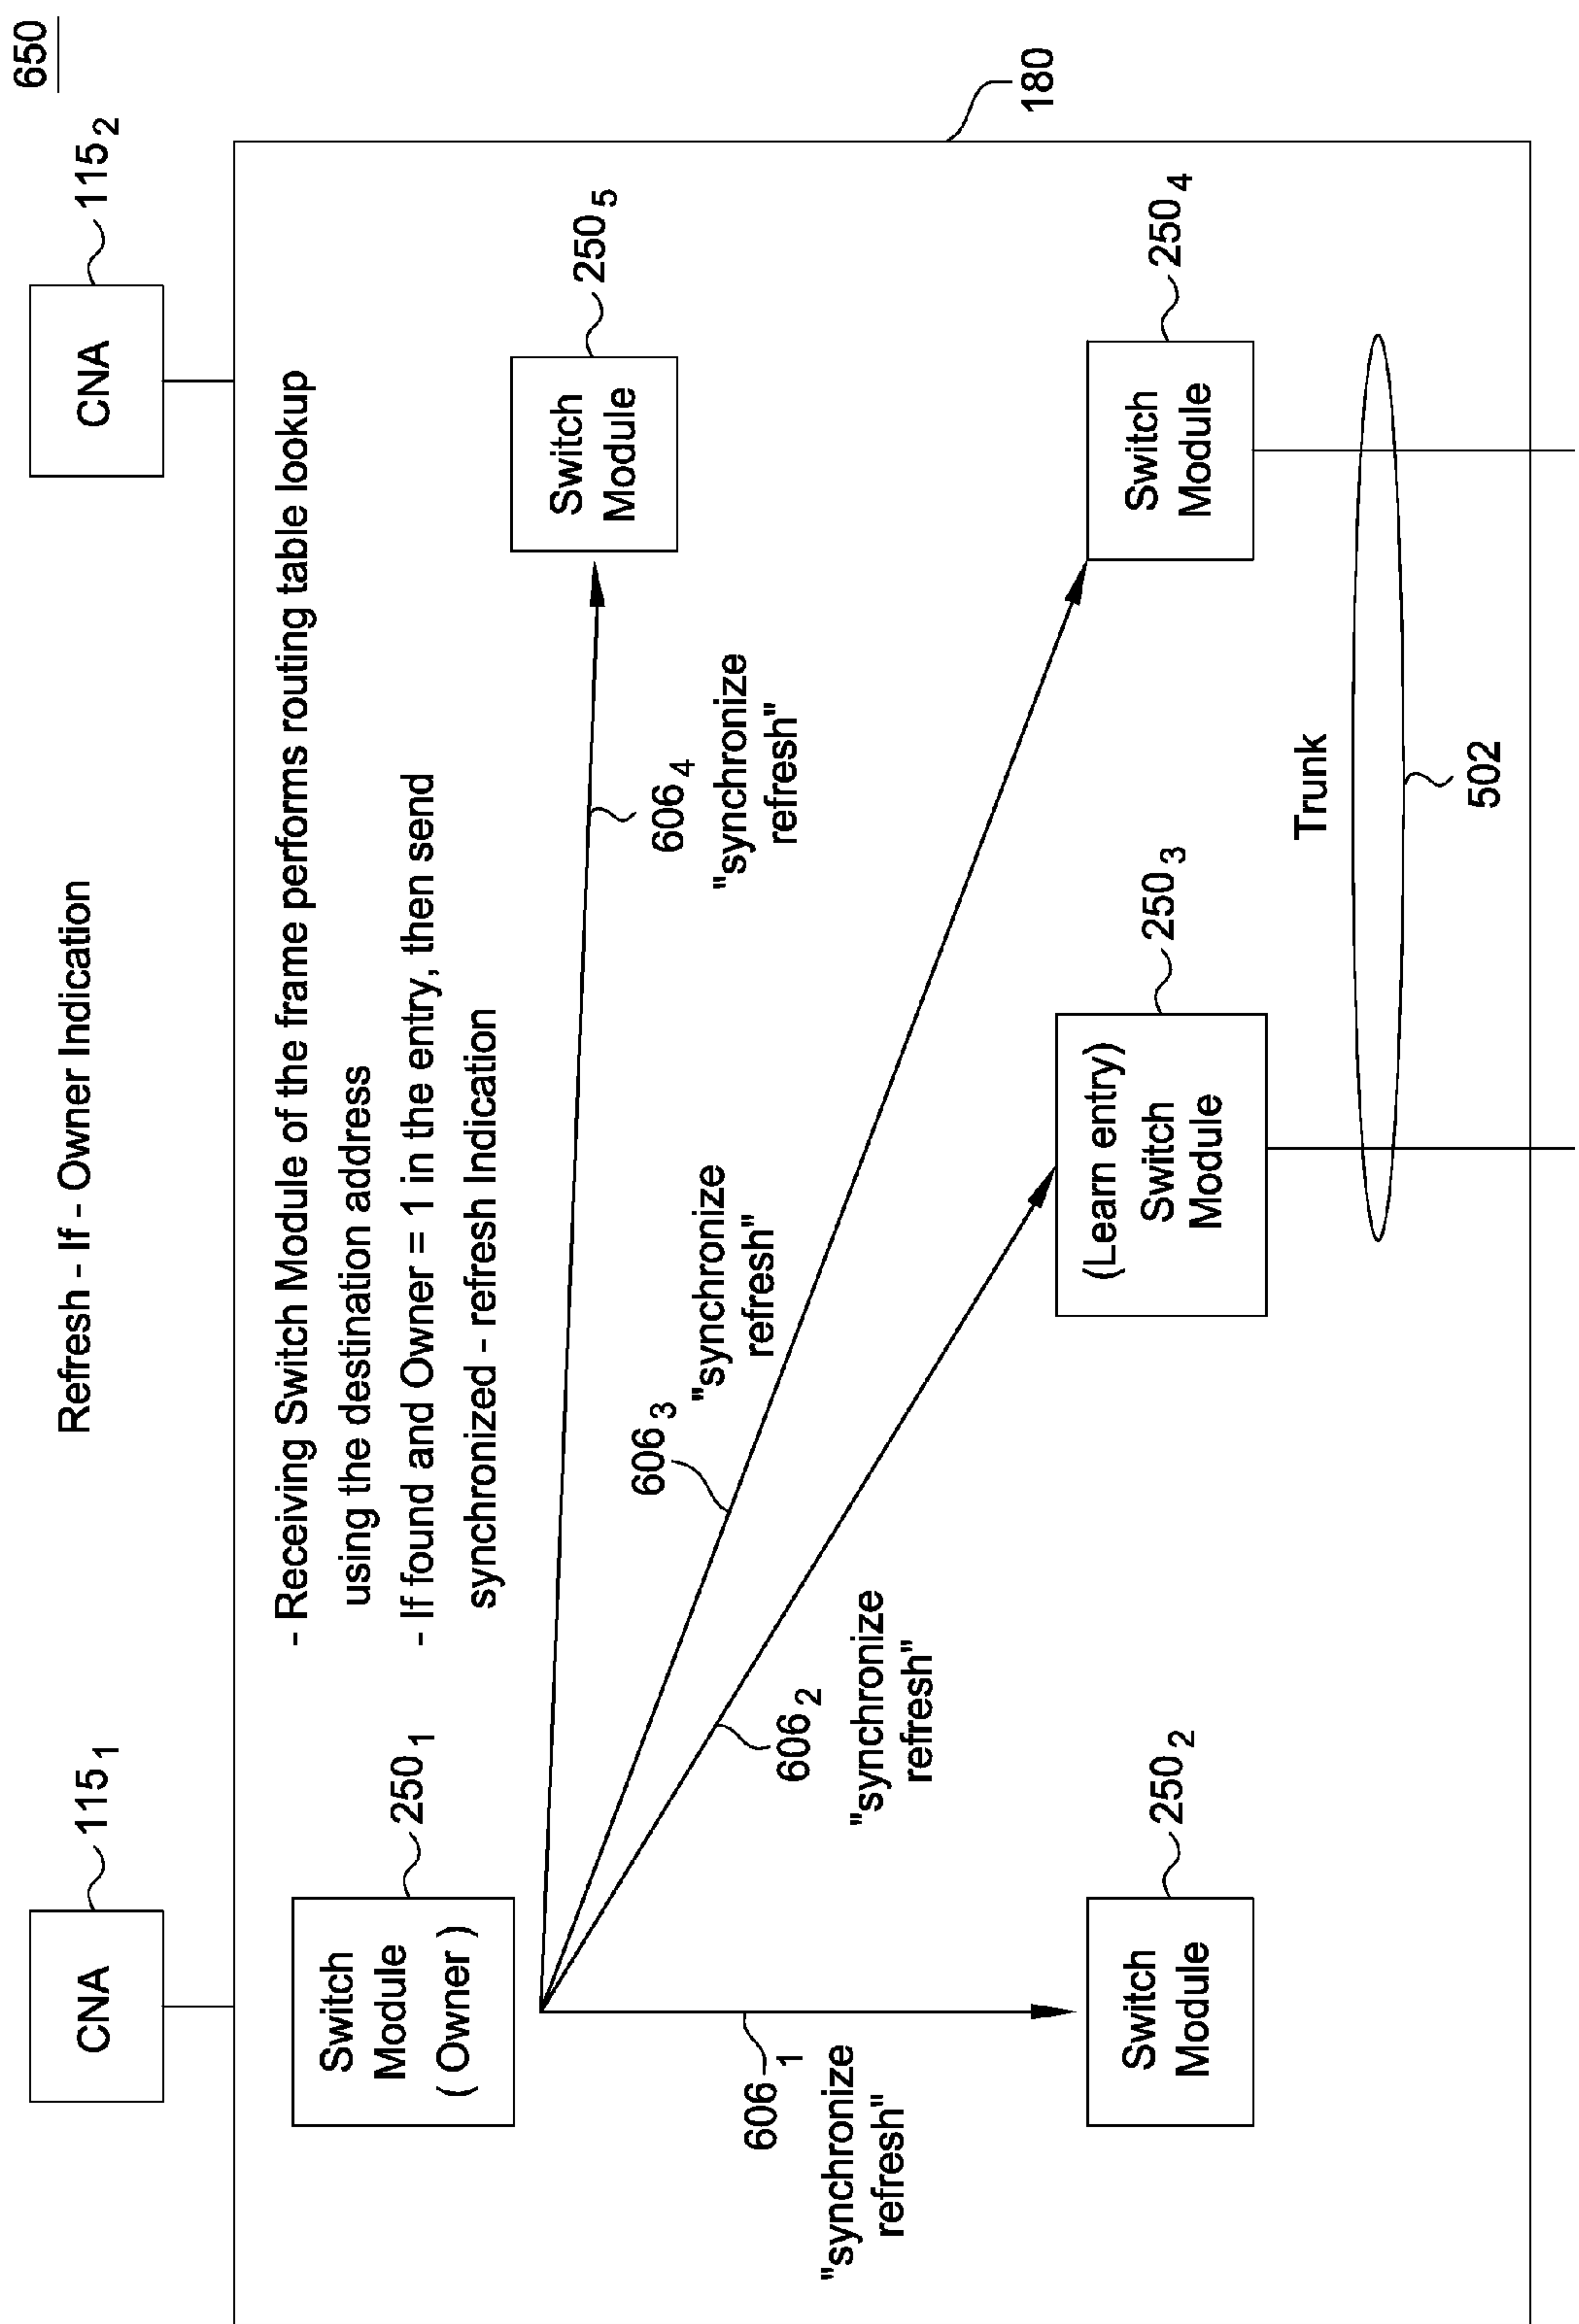 650
Refresh - If - Owner Indication
CNA
115₁
CNA
115₂
- Receiving Switch Module of the frame performs routing table lookup
using the destination address
- If found and Owner = 1 in the entry, then send
synchronized - refresh Indication
Switch
Module
( Owner )
250₁
Switch
Module
250₅
180
606₄
"synchronize
refresh"
606₃
"synchronize
refresh"
606₂
"synchronize
refresh"
606₁
"synchronize
refresh"
Switch
Module
250₂
(Learn entry)
Switch
Module
250₃
Switch
Module
250₄
Trunk
502